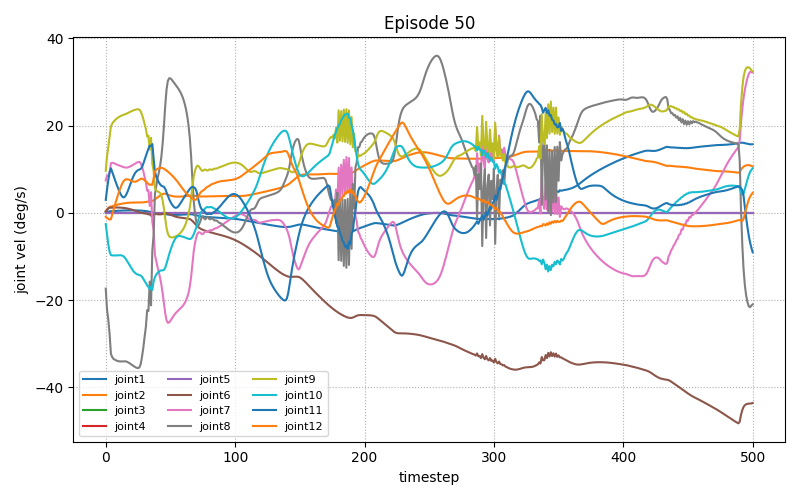 Episode 50
joint vel (deg/s)
40
20
0
−20
−40
joint1 joint5 joint9
joint2 joint6 joint10
joint3 joint7 joint11
joint4 joint8 joint12
0 100 200 300 400 500
timestep